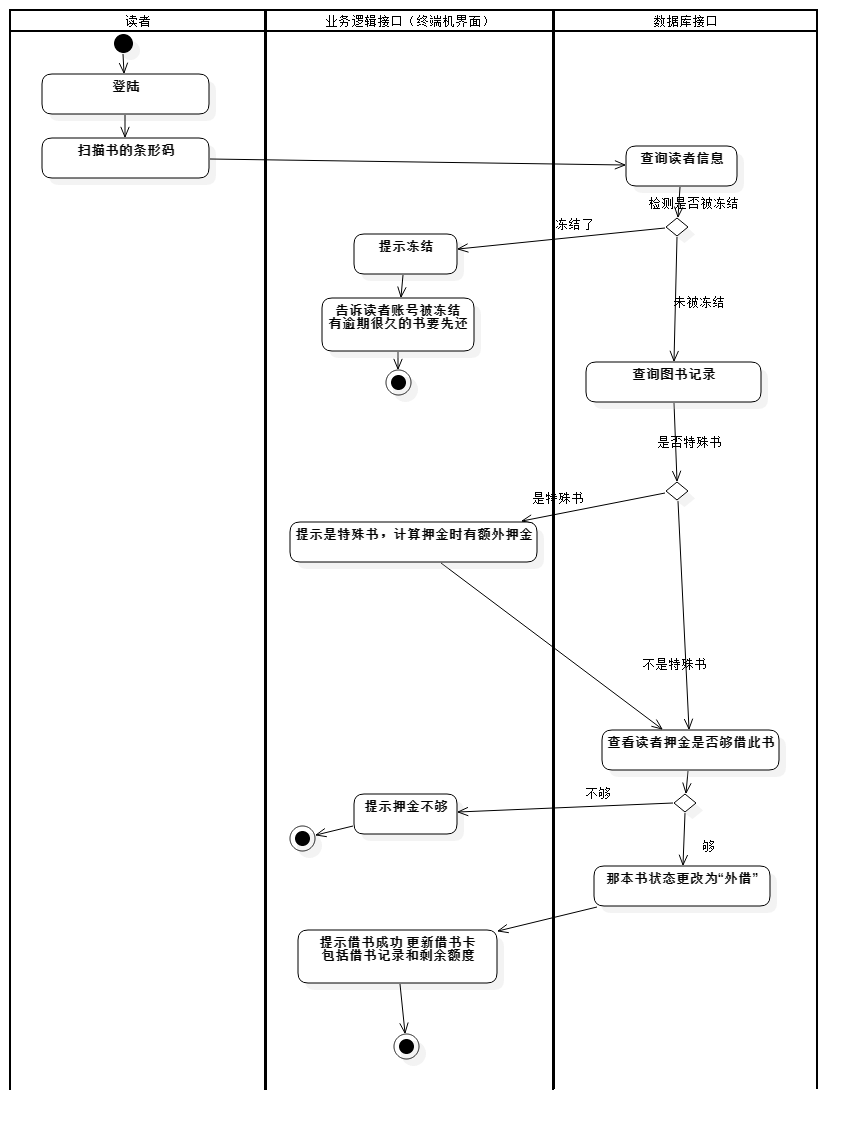 读者
业务逻辑接口（终端机界面）
数据库接口
登陆
扫描书的条形码
查询读者信息
检测是否被冻结
冻结了
提示冻结
未被冻结
告诉读者账号被冻结
有逾期很久的书要先还
查询图书记录
是否特殊书
是特殊书
提示是特殊书，计算押金时有额外押金
不是特殊书
查看读者押金是否够借此书
不够
提示押金不够
够
那本书状态更改为“外借”
提示借书成功 更新借书卡
包括借书记录和剩余额度